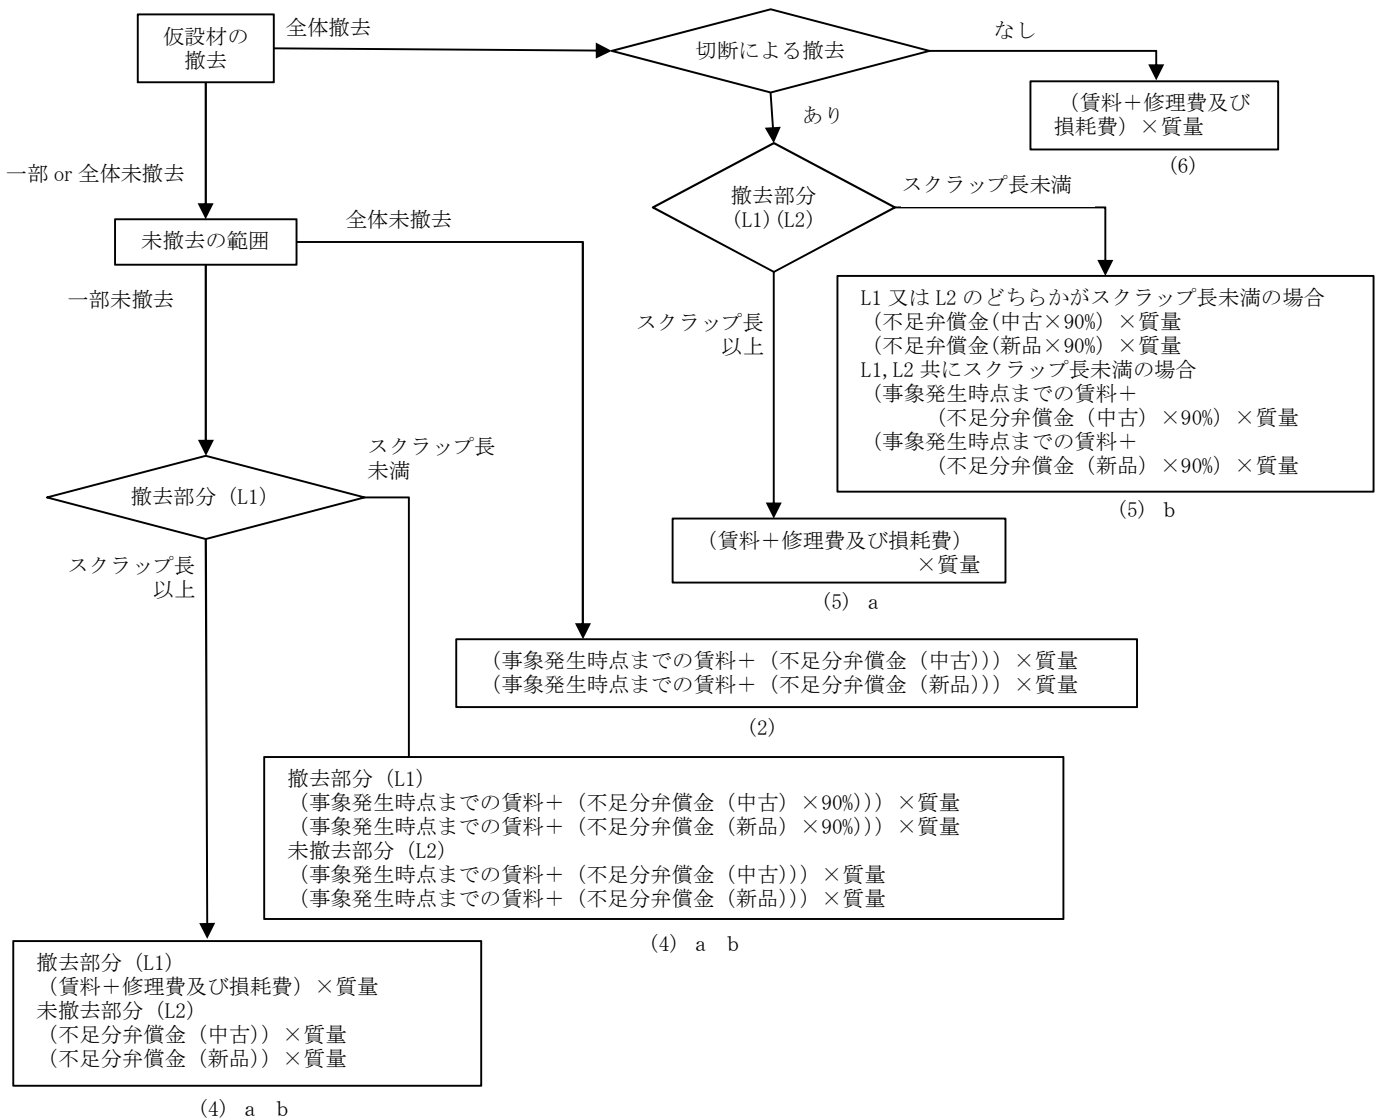 仮設材の
撤去
全体撤去
切断による撤去
なし
（賃料＋修理費及び
損耗費）×質量
(6)
あり
一部 or 全体未撤去
撤去部分
(L1)(L2)
スクラップ長未満
未撤去の範囲
全体未撤去
一部未撤去
スクラップ長
以上
L1 又は L2 のどちらかがスクラップ長未満の場合
（不足弁償金(中古×90%）×質量
（不足弁償金(新品×90%）×質量
L1,L2 共にスクラップ長未満の場合
（事象発生時点までの賃料＋
（不足分弁償金（中古）×90%）×質量
（事象発生時点までの賃料＋
（不足分弁償金（新品）×90%）×質量
(5) b
スクラップ長
未満
撤去部分（L1）
スクラップ長
以上
（賃料＋修理費及び損耗費）
×質量
(5) a
（事象発生時点までの賃料＋（不足分弁償金（中古)））×質量
（事象発生時点までの賃料＋（不足分弁償金（新品)））×質量
(2)
撤去部分（L1）
（事象発生時点までの賃料＋（不足分弁償金（中古）×90%)））×質量
（事象発生時点までの賃料＋（不足分弁償金（新品）×90%)））×質量
未撤去部分（L2）
（事象発生時点までの賃料＋（不足分弁償金（中古)））×質量
（事象発生時点までの賃料＋（不足分弁償金（新品)））×質量
(4) a b
撤去部分（L1）
（賃料＋修理費及び損耗費）×質量
未撤去部分（L2）
（不足分弁償金（中古)）×質量
（不足分弁償金（新品)）×質量
(4) a b